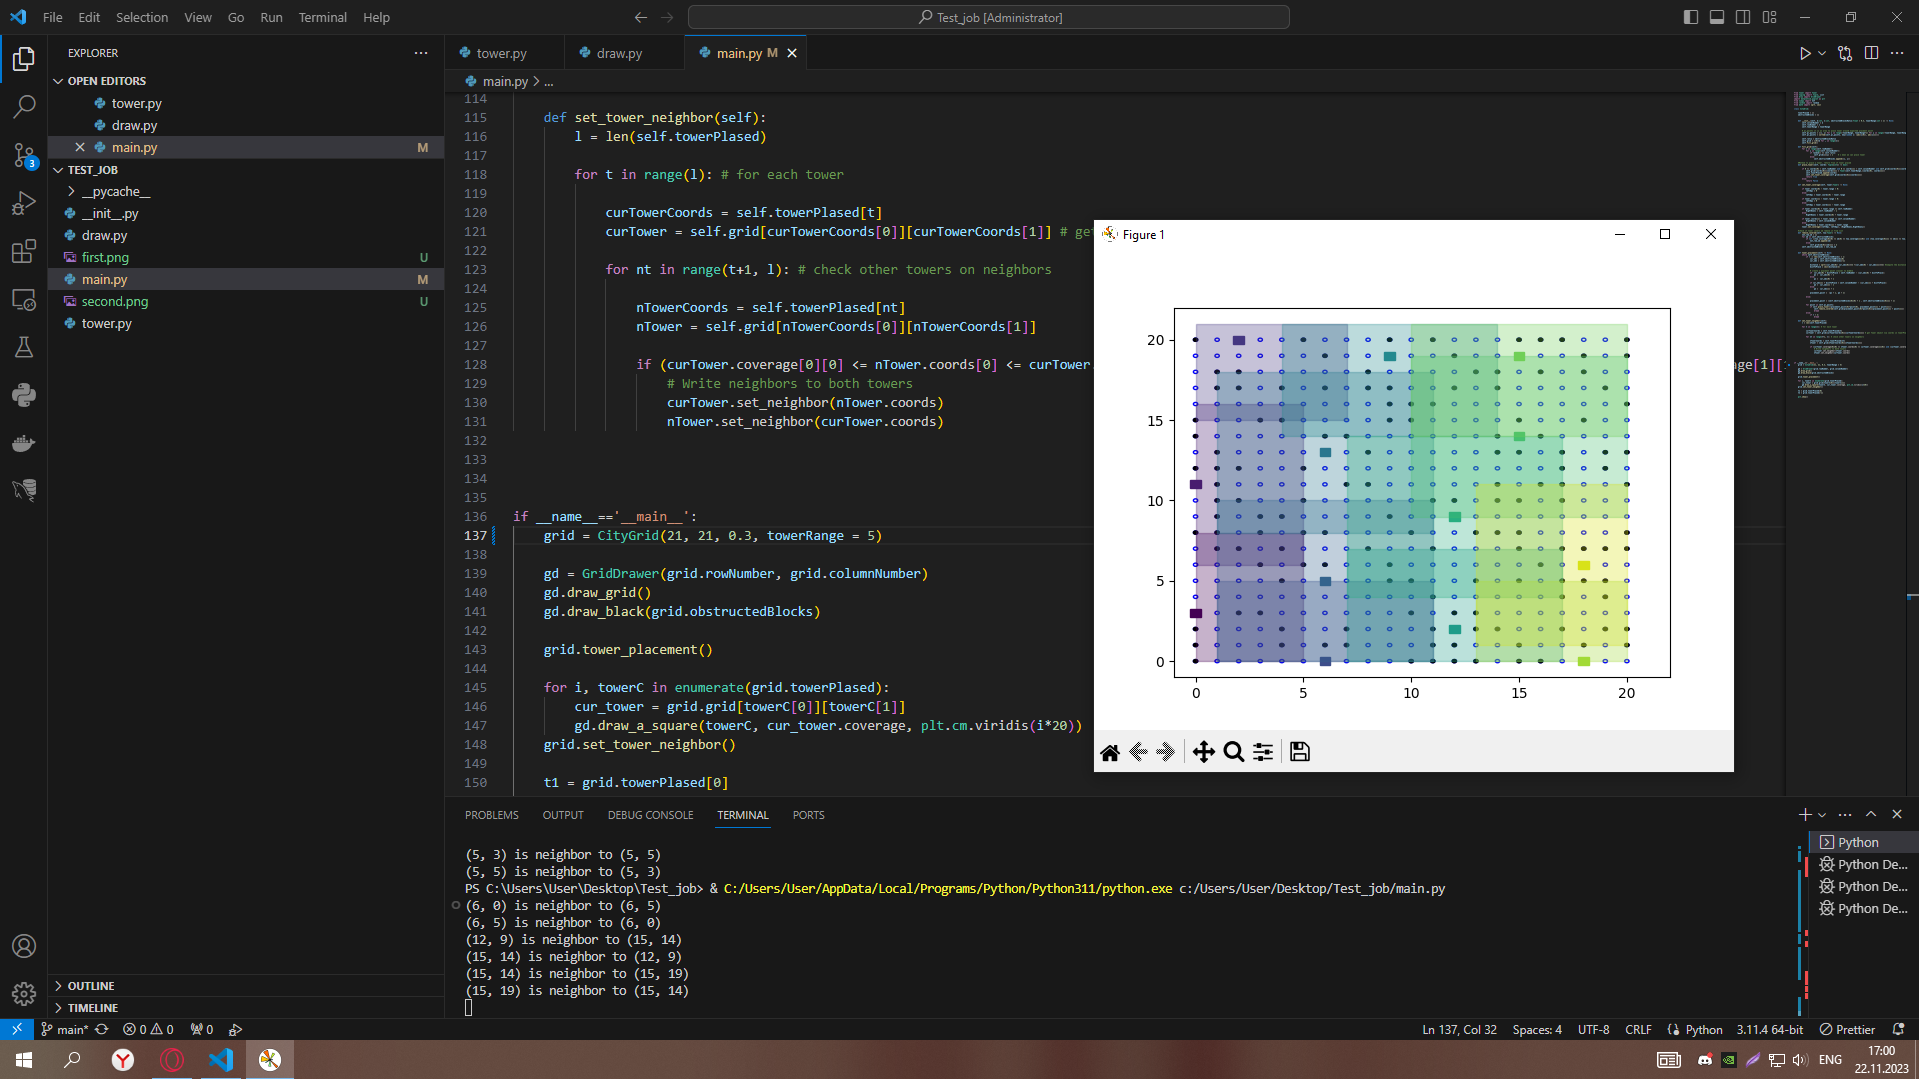 File Edit Selection View Go Run Terminal Help
Test_job [Administrator]
EXPLORER
OPEN EDITORS
tower.py
draw.py
main.py M
TEST_JOB
__pycache__
__init__.py
draw.py
first.png U
main.py M
second.png U
tower.py
OUTLINE
TIMELINE
3
tower.py draw.py main.py M
main.py > ...
114
115 def set_tower_neighbor(self):
116 l = len(self.towerPlased)
117
118 for t in range(l): # for each tower
119
120 curTowerCoords = self.towerPlased[t]
121 curTower = self.grid[curTowerCoords[0]][curTowerCoords[1]] # ge
122
123 for nt in range(t+1, l): # check other towers on neighbors
124
125 nTowerCoords = self.towerPlased[nt]
126 nTower = self.grid[nTowerCoords[0]][nTowerCoords[1]]
127
128 if (curTower.coverage[0][0] <= nTower.coords[0] <= curTower. ge[1][
129 # Write neighbors to both towers
130 curTower.set_neighbor(nTower.coords)
131 nTower.set_neighbor(curTower.coords)
132
133
134
135
136 if __name__=='__main__':
137 grid = CityGrid(21, 21, 0.3, towerRange = 5)
138
139 gd = GridDrawer(grid.rowNumber, grid.columnNumber)
140 gd.draw_grid()
141 gd.draw_black(grid.obstructedBlocks)
142
143 grid.tower_placement()
144
145 for i, towerC in enumerate(grid.towerPlased):
146 cur_tower = grid.grid[towerC[0]][towerC[1]]
147 gd.draw_a_square(towerC, cur_tower.coverage, plt.cm.viridis(i*20))
148 grid.set_tower_neighbor()
149
150 t1 = grid.towerPlased[0]
Figure 1
20
15
10
5
0
0 5 10 15 20
PROBLEMS OUTPUT DEBUG CONSOLE TERMINAL PORTS
(5, 3) is neighbor to (5, 5)
(5, 5) is neighbor to (5, 3)
PS C:\Users\User\Desktop\Test_job> & C:/Users/User/AppData/Local/Programs/Python/Python311/python.exe c:/Users/User/Desktop/Test_job/main.py
(6, 0) is neighbor to (6, 5)
(6, 5) is neighbor to (6, 0)
(12, 9) is neighbor to (15, 14)
(15, 14) is neighbor to (12, 9)
(15, 14) is neighbor to (15, 19)
(15, 19) is neighbor to (15, 14)
Python
Python De...
Python De...
Python De...
main* 0 0 0 Ln 137, Col 32 Spaces: 4 UTF-8 CRLF Python 3.11.4 64-bit Prettier
ENG
17:00
22.11.2023